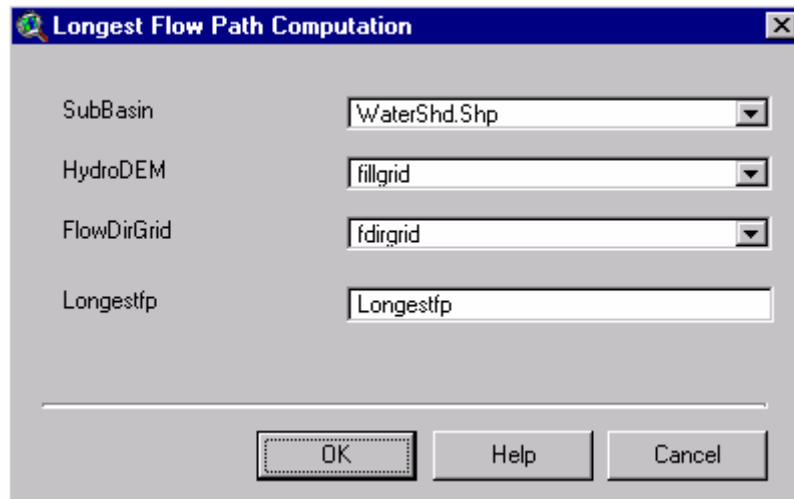 Longest Flow Path Computation
SubBasin WaterShd.Shp
HydroDEM fillgrid
FlowDirGrid fdirgrid
Longestfp Longestfp
OK Help Cancel